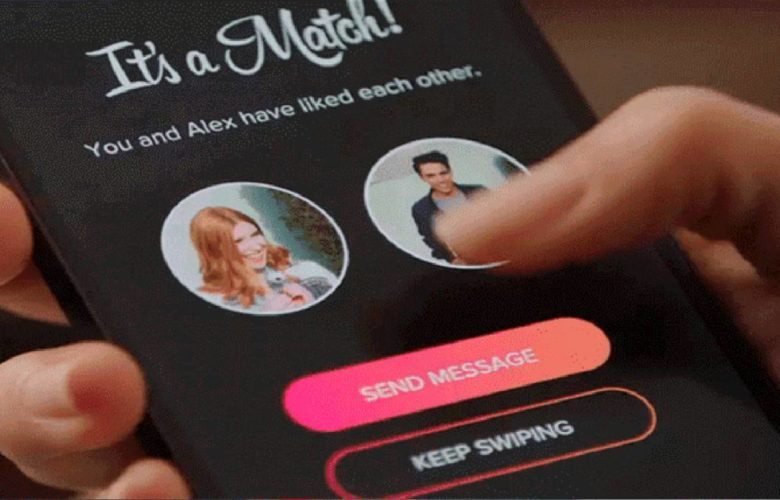 It's a Match!
You and Alex have liked each other.
SEND MESSAGE
KEEP SWIPING